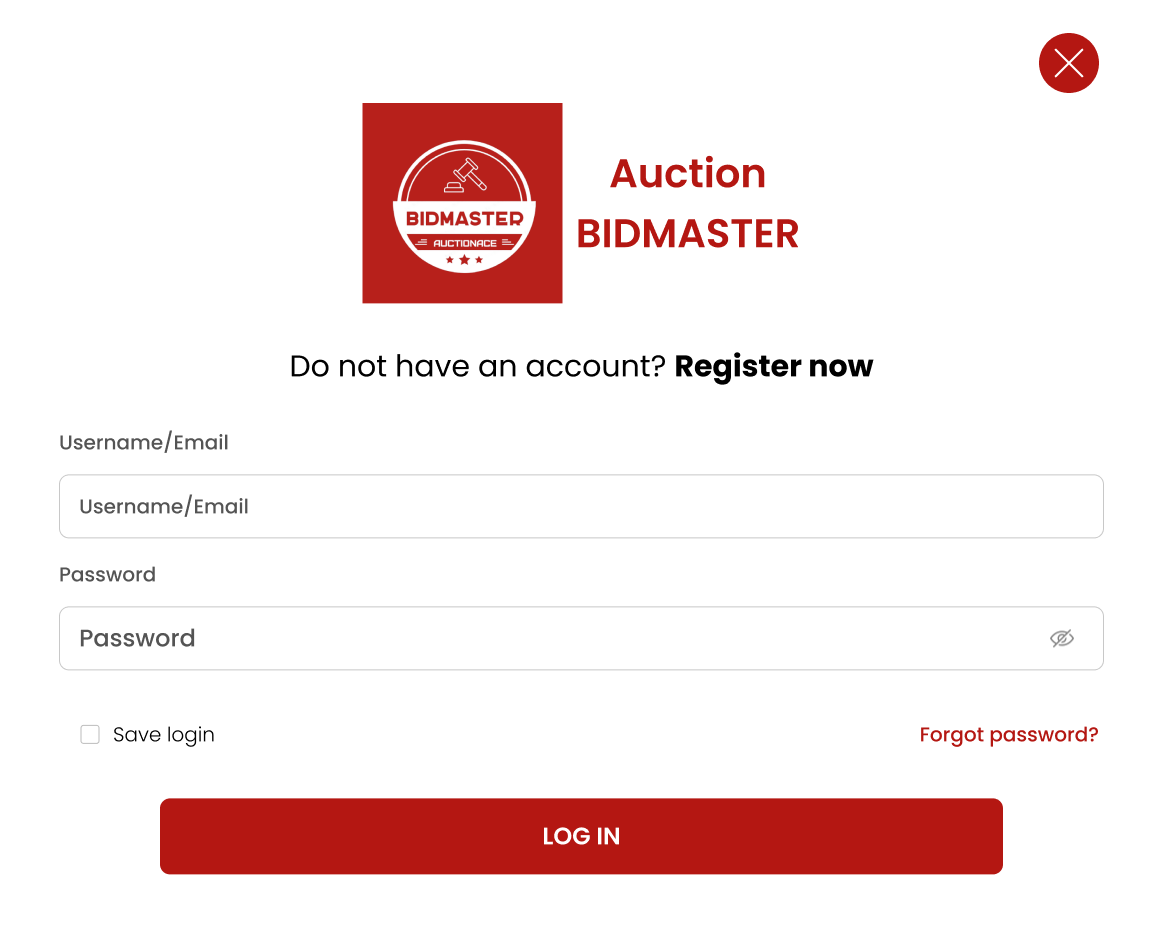 BIDMASTER
AUCTIONACE
Auction
BIDMASTER
Do not have an account? Register now
Username/Email
Username/Email
Password
Password
Save login
Forgot password?
LOG IN